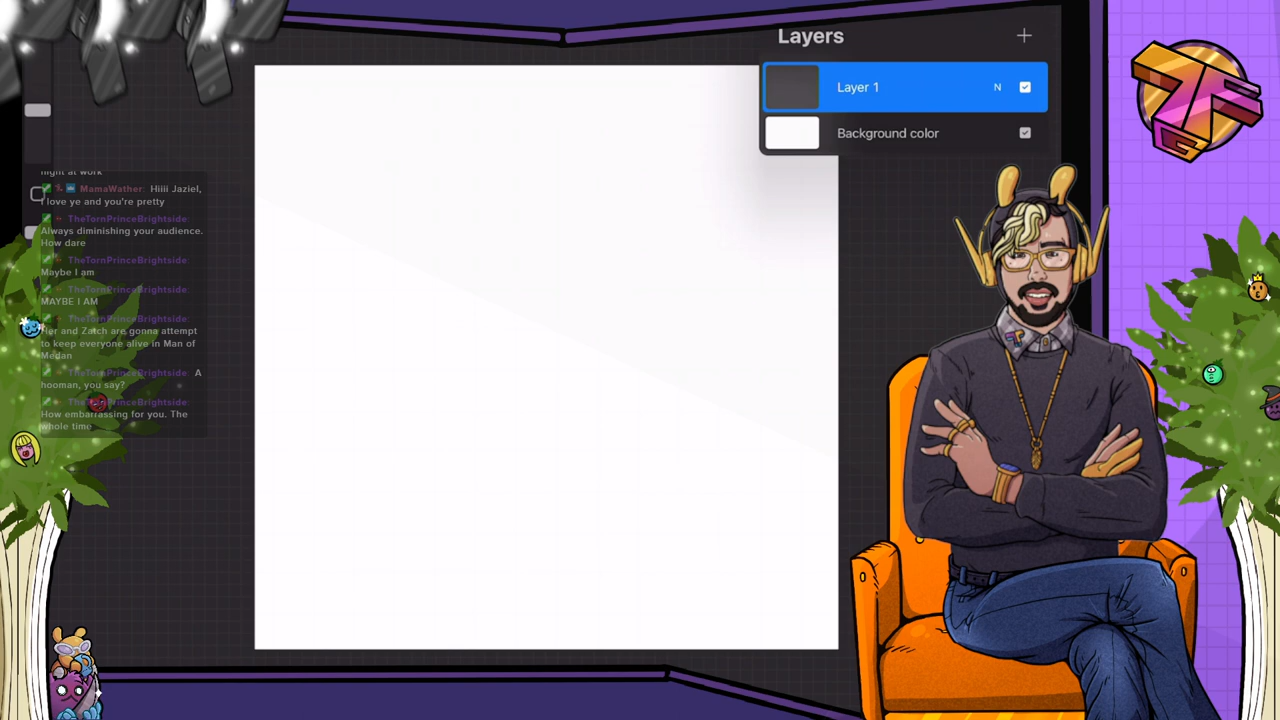 Layers
Layer 1
N
Background color
night at work
MamaWather: Hiiii Jaziel,
I love ye and you're pretty
TheTornPrinceBrightside:
Always diminishing your audience.
How dare
TheTornPrinceBrightside:
Maybe I am
TheTornPrinceBrightside:
MAYBE I AM
TheTornPrinceBrightside:
Her and Zatch are gonna attempt
to keep everyone alive in Man of
Medan
TheTornPrinceBrightside: A
hooman, you say?
TheTornPrinceBrightside:
How embarrassing for you. The
whole time